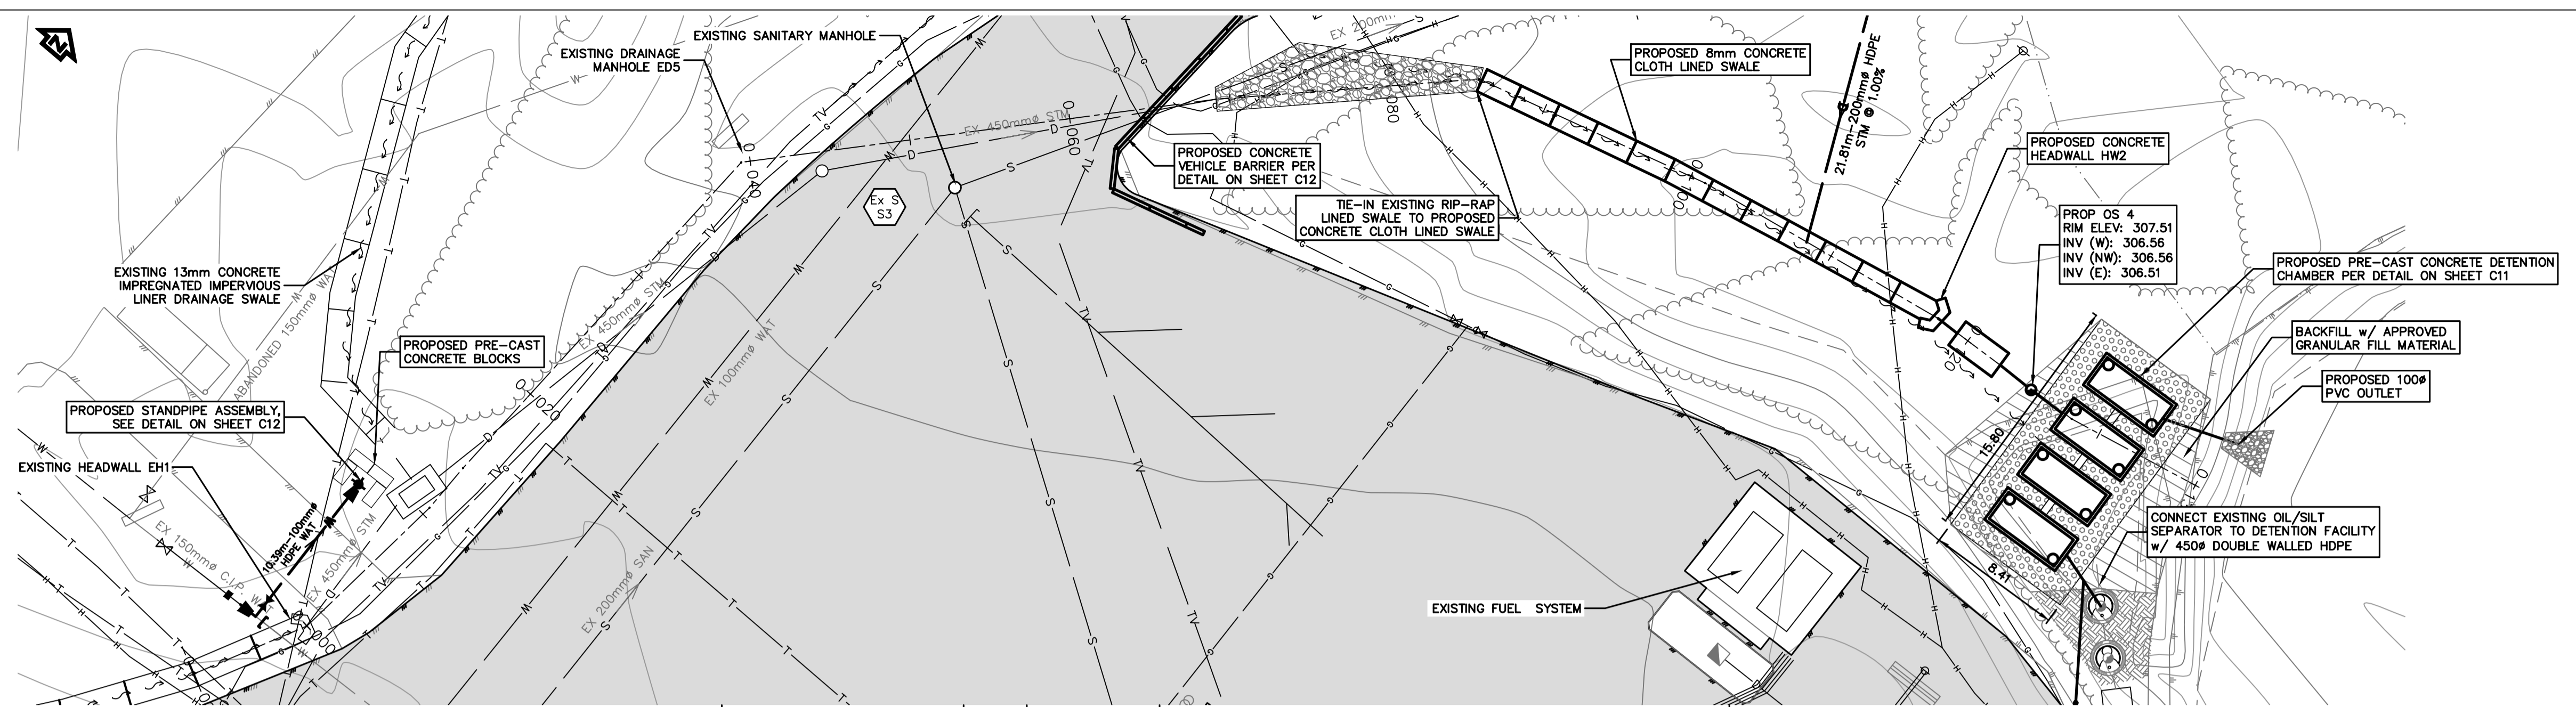 EXISTING SANITARY MANHOLE
EXISTING DRAINAGE
MANHOLE ED5
EX 450mmø STM
0+060
0+040
Ex S
S3
PROPOSED CONCRETE
VEHICLE BARRIER PER
DETAIL ON SHEET C12
TIE-IN EXISTING RIP-RAP
LINED SWALE TO PROPOSED
CONCRETE CLOTH LINED SWALE
PROPOSED 8mm CONCRETE
CLOTH LINED SWALE
21.81m-200mmø HDPE
STM @ 1.00%
PROPOSED CONCRETE
HEADWALL HW2
PROP OS 4
RIM ELEV: 307.51
INV (W): 306.56
INV (NW): 306.56
INV (E): 306.51
PROPOSED PRE-CAST CONCRETE DETENTION
CHAMBER PER DETAIL ON SHEET C11
BACKFILL w/ APPROVED
GRANULAR FILL MATERIAL
PROPOSED 100ø
PVC OUTLET
15.80
8.41
CONNECT EXISTING OIL/SILT
SEPARATOR TO DETENTION FACILITY
w/ 450ø DOUBLE WALLED HDPE
EXISTING FUEL SYSTEM
EXISTING 13mm CONCRETE
IMPREGNATED IMPERVIOUS
LINER DRAINAGE SWALE
ABANDONED 150mmø WAT
EX 450mmø STM
EX 100mmø WAT
PROPOSED PRE-CAST
CONCRETE BLOCKS
0+020
PROPOSED STANDPIPE ASSEMBLY,
SEE DETAIL ON SHEET C12
EXISTING HEADWALL EH1
10.39m-100mmø
HDPE WAT
EX 150mmø C.I.P. WAT
EX 450mmø STM
EX 200mmø SAN